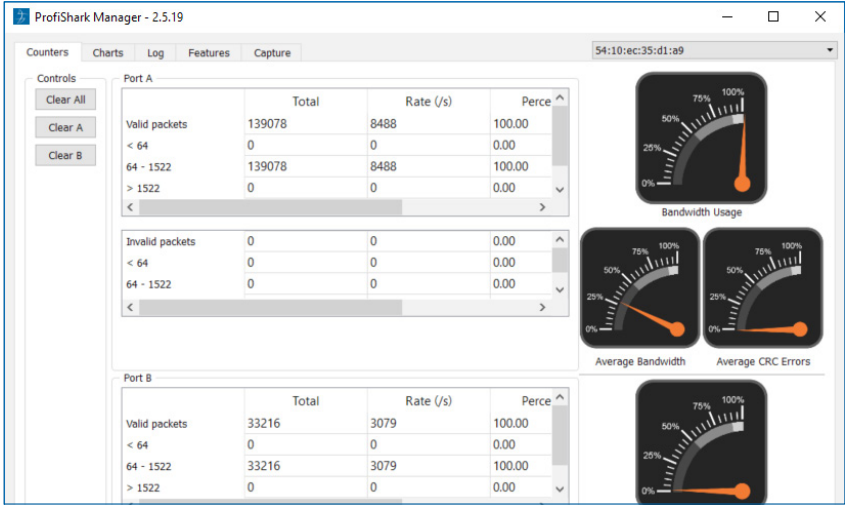 ProfiShark Manager - 2.5.19
Counters Charts Log Features Capture 54:10:ec:35:d1:a9
Controls
Clear All
Clear A
Clear B
Port A
Total Rate (/s) Perce
Valid packets 139078 8488 100.00
< 64 0 0 0.00
64 - 1522 139078 8488 100.00
> 1522 0 0 0.00
Invalid packets 0 0 0.00
< 64 0 0 0.00
64 - 1522 0 0 0.00
0% 25% 50% 75% 100%
Bandwidth Usage
0% 25% 50% 75% 100%
Average Bandwidth
0% 25% 50% 75% 100%
Average CRC Errors
Port B
Total Rate (/s) Perce
Valid packets 33216 3079 100.00
< 64 0 0 0.00
64 - 1522 33216 3079 100.00
> 1522 0 0 0.00
0% 25% 50% 75% 100%